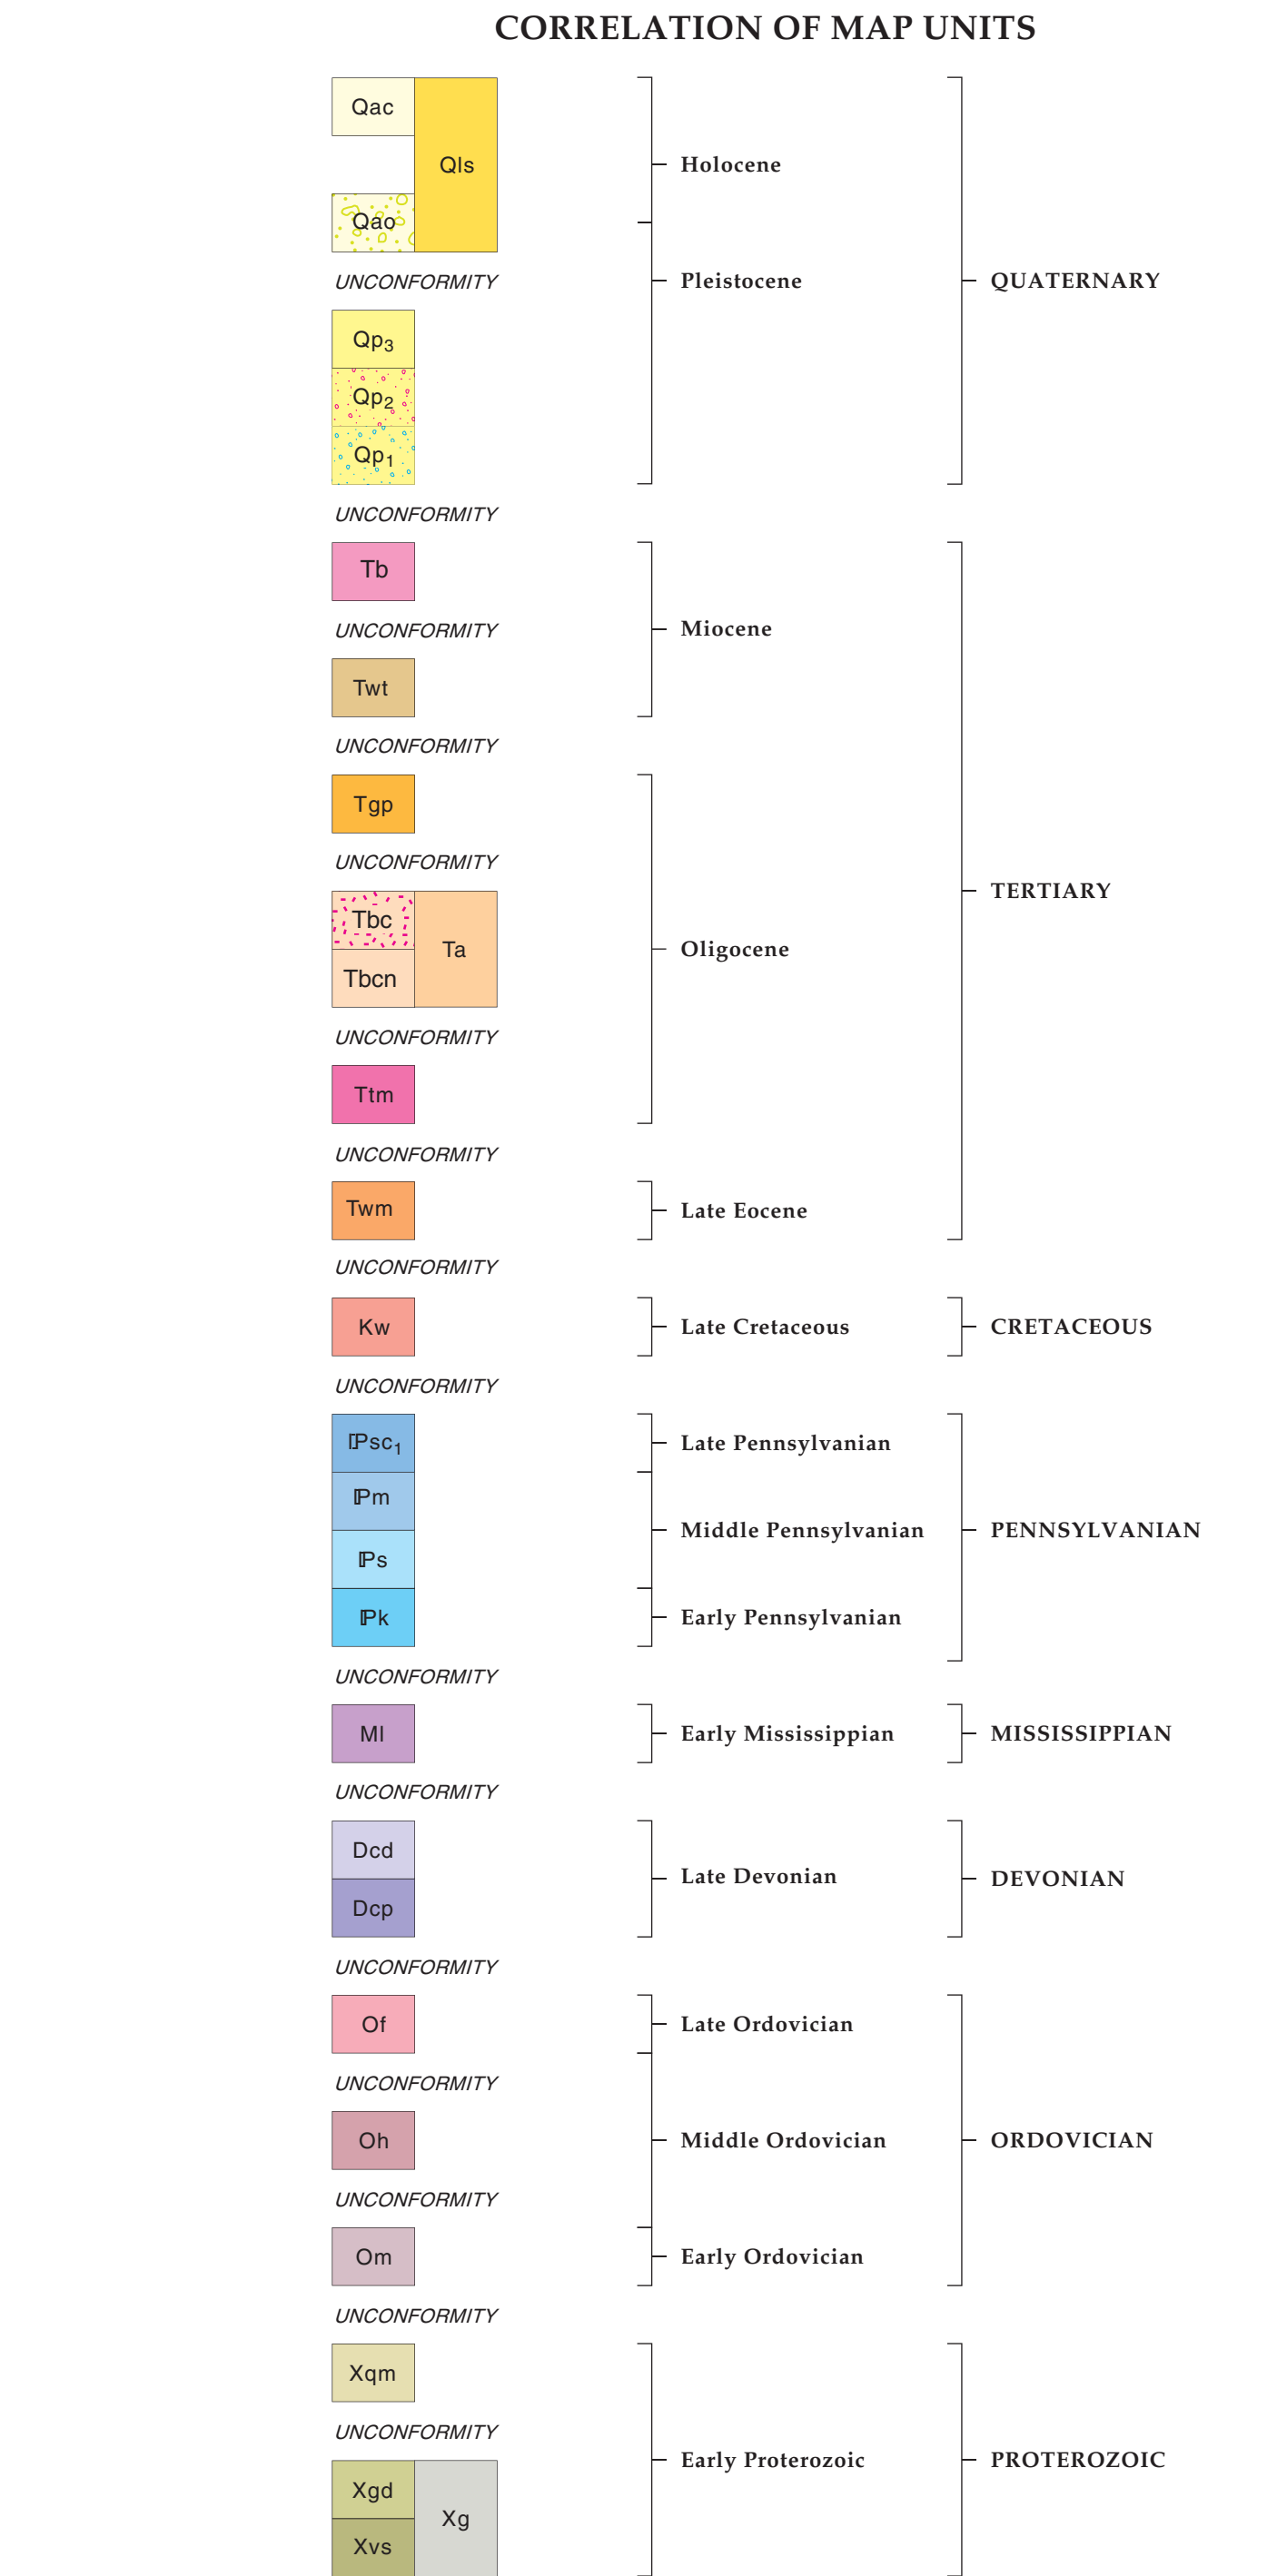 CORRELATION OF MAP UNITS
Qac
Qls
Holocene
Qao
UNCONFORMITY
Pleistocene
QUATERNARY
Qp3
Qp2
Qp1
UNCONFORMITY
Tb
UNCONFORMITY
Miocene
Twt
UNCONFORMITY
Tgp
UNCONFORMITY
TERTIARY
Tbc
Ta
Oligocene
Tbcn
UNCONFORMITY
Ttm
UNCONFORMITY
Twm
Late Eocene
UNCONFORMITY
Kw
Late Cretaceous
CRETACEOUS
UNCONFORMITY
ℙsc1
Late Pennsylvanian
ℙm
Middle Pennsylvanian
PENNSYLVANIAN
ℙs
ℙk
Early Pennsylvanian
UNCONFORMITY
Ml
Early Mississippian
MISSISSIPPIAN
UNCONFORMITY
Dcd
Late Devonian
DEVONIAN
Dcp
UNCONFORMITY
Of
Late Ordovician
UNCONFORMITY
Oh
Middle Ordovician
ORDOVICIAN
UNCONFORMITY
Om
Early Ordovician
UNCONFORMITY
Xqm
UNCONFORMITY
Early Proterozoic
PROTEROZOIC
Xgd
Xg
Xvs